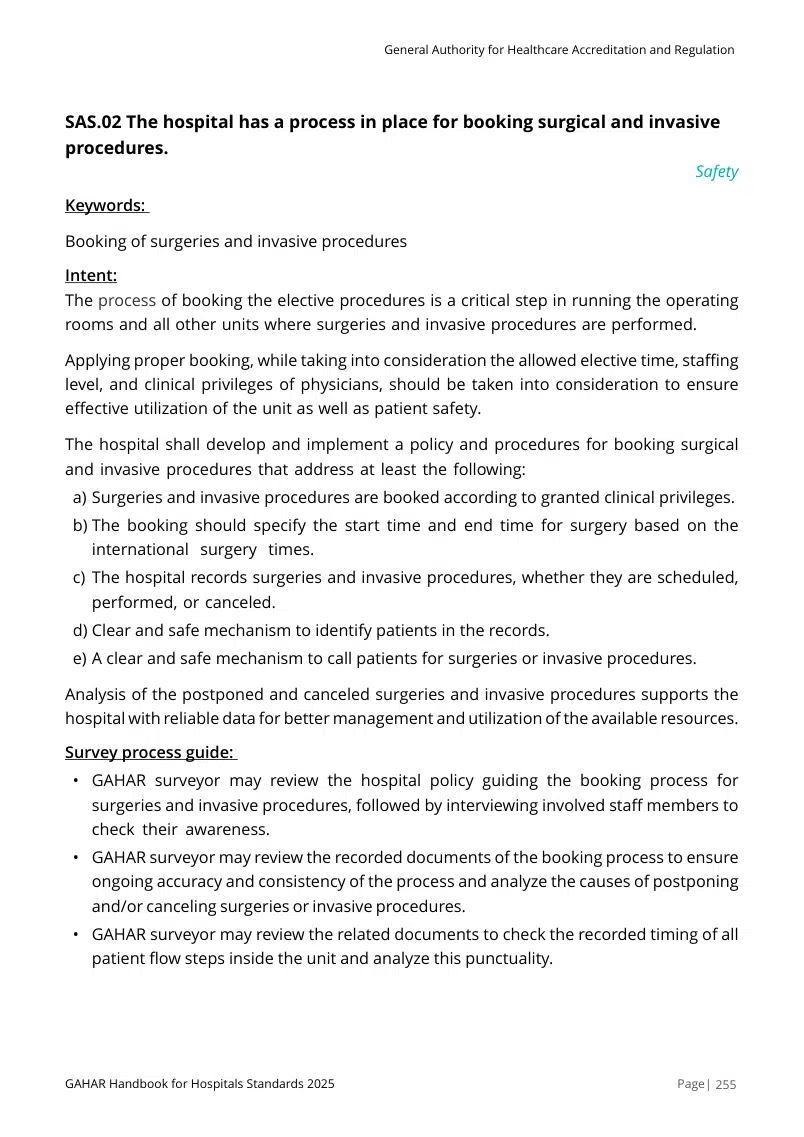 General Authority for Healthcare Accreditation and Regulation
SAS.02 The hospital has a process in place for booking surgical and invasive
procedures.
Safety
Keywords:
Booking of surgeries and invasive procedures
Intent:
The process of booking the elective procedures is a critical step in running the operating
rooms and all other units where surgeries and invasive procedures are performed.
Applying proper booking, while taking into consideration the allowed elective time, staffing
level, and clinical privileges of physicians, should be taken into consideration to ensure
effective utilization of the unit as well as patient safety.
The hospital shall develop and implement a policy and procedures for booking surgical
and invasive procedures that address at least the following:
a) Surgeries and invasive procedures are booked according to granted clinical privileges.
b) The booking should specify the start time and end time for surgery based on the
international surgery times.
c) The hospital records surgeries and invasive procedures, whether they are scheduled,
performed, or canceled.
d) Clear and safe mechanism to identify patients in the records.
e) A clear and safe mechanism to call patients for surgeries or invasive procedures.
Analysis of the postponed and canceled surgeries and invasive procedures supports the
hospital with reliable data for better management and utilization of the available resources.
Survey process guide:
• GAHAR surveyor may review the hospital policy guiding the booking process for
surgeries and invasive procedures, followed by interviewing involved staff members to
check their awareness.
• GAHAR surveyor may review the recorded documents of the booking process to ensure
ongoing accuracy and consistency of the process and analyze the causes of postponing
and/or canceling surgeries or invasive procedures.
• GAHAR surveyor may review the related documents to check the recorded timing of all
patient flow steps inside the unit and analyze this punctuality.
GAHAR Handbook for Hospitals Standards 2025
Page| 255